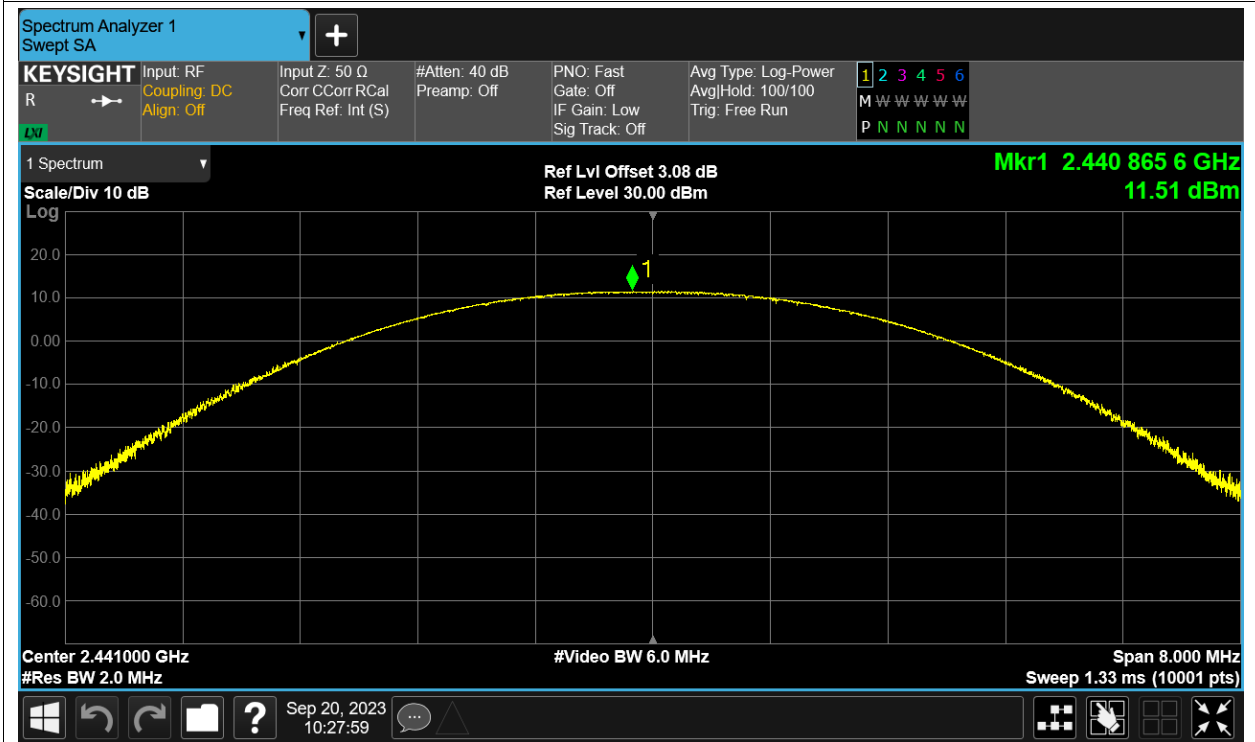 Spectrum Analyzer 1
Swept SA
+
KEYSIGHT
R
LXI
Input: RF
Coupling: DC
Align: Off
Input Z: 50 Ω
Corr CCorr RCal
Freq Ref: Int (S)
#Atten: 40 dB
Preamp: Off
PNO: Fast
Gate: Off
IF Gain: Low
Sig Track: Off
Avg Type: Log-Power
Avg|Hold: 100/100
Trig: Free Run
1 2 3 4 5 6
M W W W W W
P N N N N N
1 Spectrum
Scale/Div 10 dB
Log
Ref Lvl Offset 3.08 dB
Ref Level 30.00 dBm
Mkr1 2.440 865 6 GHz
11.51 dBm
1
20.0
10.0
0.00
-10.0
-20.0
-30.0
-40.0
-50.0
-60.0
Center 2.441000 GHz
#Res BW 2.0 MHz
#Video BW 6.0 MHz
Span 8.000 MHz
Sweep 1.33 ms (10001 pts)
?
Sep 20, 2023
10:27:59